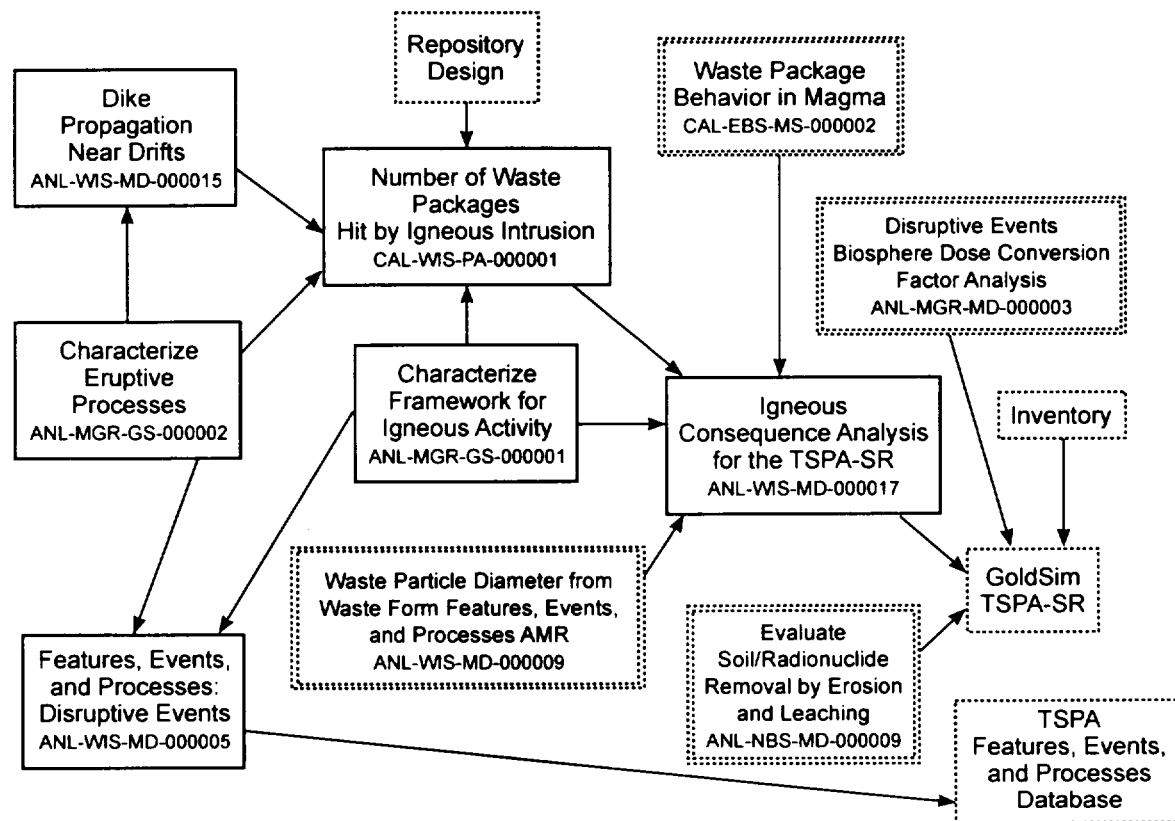 Repository
Design
Waste Package
Behavior in Magma
CAL-EBS-MS-000002
Dike
Propagation
Near Drifts
ANL-WIS-MD-000015
Number of Waste
Packages
Hit by Igneous Intrusion
CAL-WIS-PA-000001
Disruptive Events
Biosphere Dose Conversion
Factor Analysis
ANL-MGR-MD-000003
Characterize
Eruptive
Processes
ANL-MGR-GS-000002
Characterize
Framework for
Igneous Activity
ANL-MGR-GS-000001
Igneous
Consequence Analysis
for the TSPA-SR
ANL-WIS-MD-000017
Inventory
Waste Particle Diameter from
Waste Form Features, Events,
and Processes AMR
ANL-WIS-MD-000009
GoldSim
TSPA-SR
Evaluate
Soil/Radionuclide
Removal by Erosion
and Leaching
ANL-NBS-MD-000009
Features, Events,
and Processes:
Disruptive Events
ANL-WIS-MD-000005
TSPA
Features, Events,
and Processes
Database